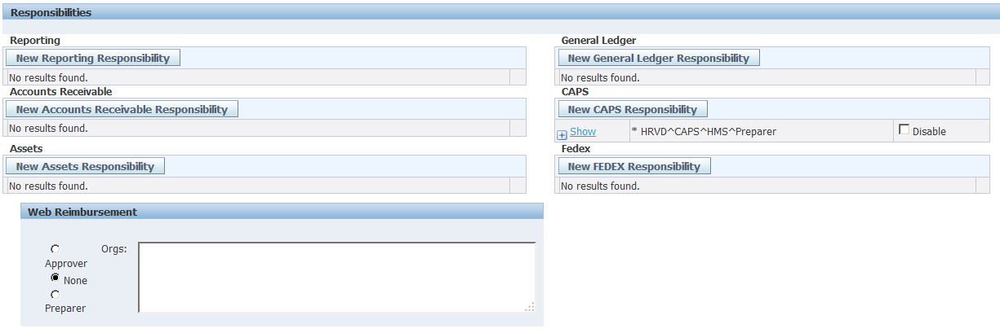 Responsibilities
Reporting
New Reporting Responsibility
No results found.
Accounts Receivable
New Accounts Receivable Responsibility
No results found.
Assets
New Assets Responsibility
No results found.
General Ledger
New General Ledger Responsibility
No results found.
CAPS
New CAPS Responsibility
Show * HRVD^CAPS^HMS^Preparer Disable
Fedex
New FEDEX Responsibility
No results found.
Web Reimbursement
Orgs:
Approver
None
Preparer